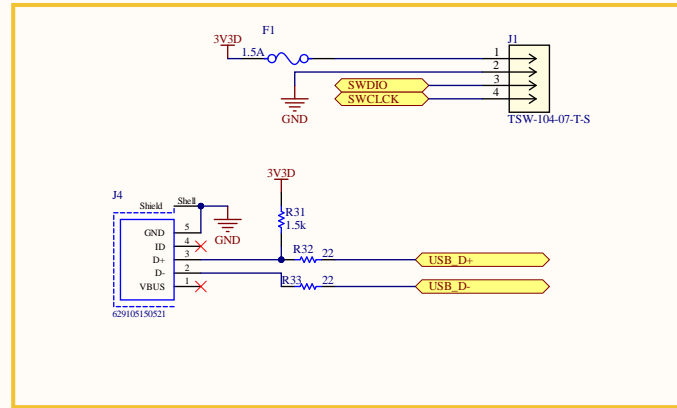 F1
3V3D
J1
1.5A
1
2
SWDIO
3
SWCLCK
4
GND
TSW-104-07-T-S
3V3D
J4
Shield
Shell
R31
1.5k
GND
5
GND
ID
4
R32
D+
3
22
USB_D+
D-
2
R33
22
USB_D-
VBUS
1
629105150521